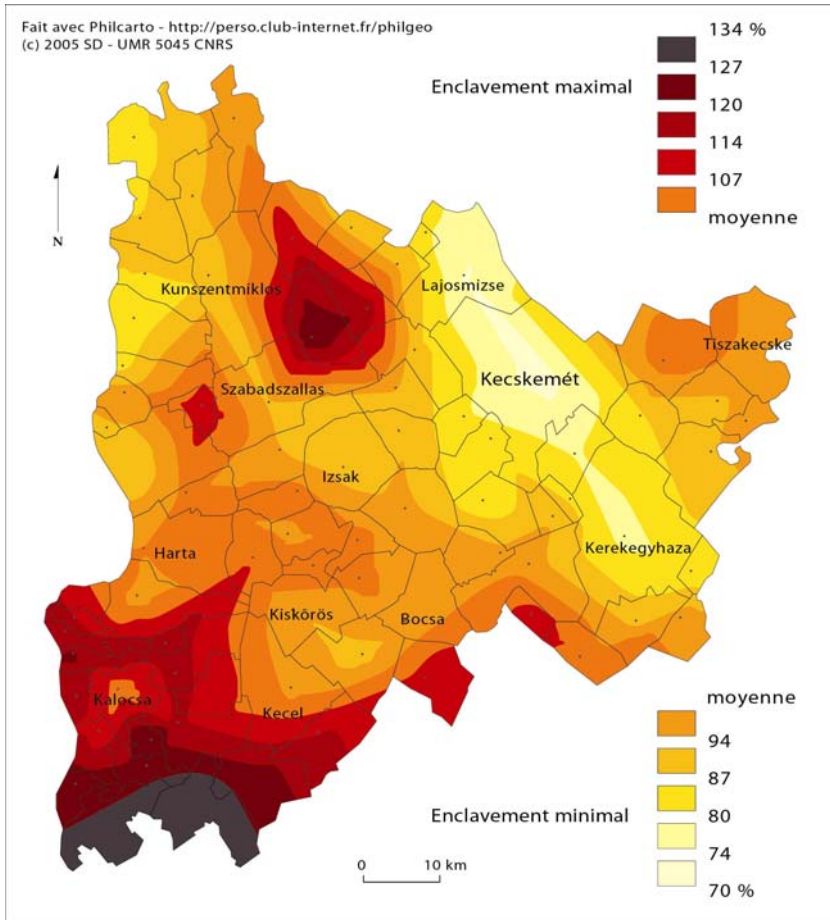 Fait avec Philcarto - http://perso.club-internet.fr/philgeo
(c) 2005 SD - UMR 5045 CNRS
134 %
127
Enclavement maximal
120
114
107
moyenne
N
Kunszentmiklos
Lajosmizse
Tiszakecske
Kecskemét
Szabadszallas
Izsak
Harta
Kerekegyhaza
Kiskôrös
Bocsa
Kalocsa
Kecel
moyenne
94
87
Enclavement minimal
80
74
70 %
0 10 km